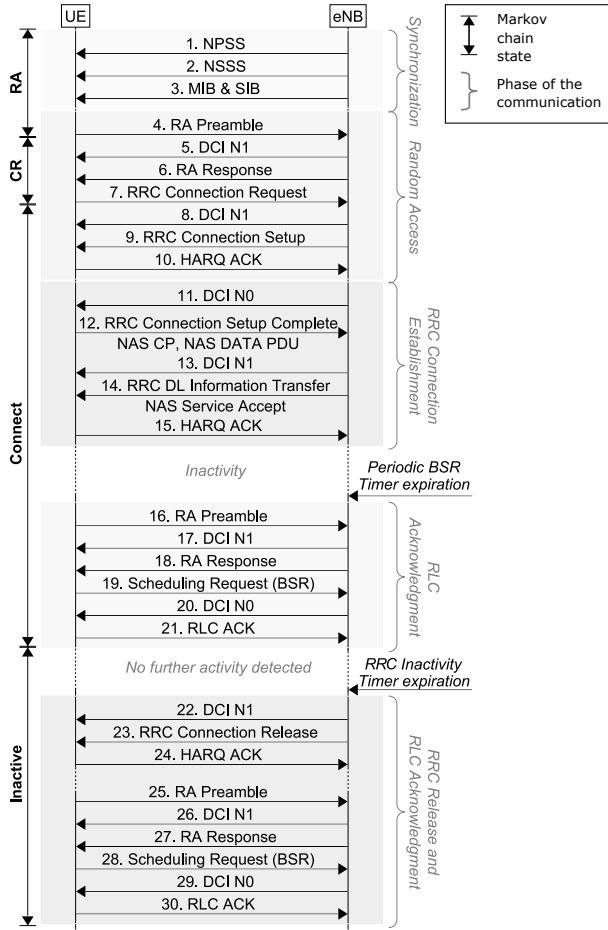 UE
eNB
Markov
chain
state
Phase of the
communication
RA
CR
Connect
Inactive
1. NPSS
2. NSSS
3. MIB & SIB
Synchronization
4. RA Preamble
5. DCI N1
6. RA Response
7. RRC Connection Request
8. DCI N1
9. RRC Connection Setup
10. HARQ ACK
Random Access
11. DCI N0
12. RRC Connection Setup Complete
NAS CP, NAS DATA PDU
13. DCI N1
14. RRC DL Information Transfer
NAS Service Accept
15. HARQ ACK
RRC Connection
Establishment
Inactivity
Periodic BSR
Timer expiration
16. RA Preamble
17. DCI N1
18. RA Response
19. Scheduling Request (BSR)
20. DCI N0
21. RLC ACK
RLC
Acknowledgment
No further activity detected
RRC Inactivity
Timer expiration
22. DCI N1
23. RRC Connection Release
24. HARQ ACK
25. RA Preamble
26. DCI N1
27. RA Response
28. Scheduling Request (BSR)
29. DCI N0
30. RLC ACK
RRC Release and
RLC Acknowledgment